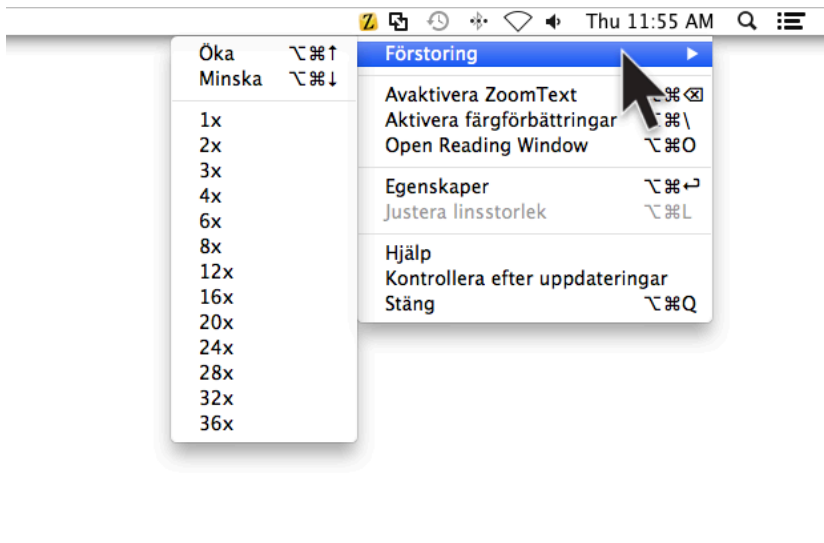 Z Thu 11:55 AM
Öka ⌥⌘↑
Minska ⌥⌘↓
1x
2x
3x
4x
6x
8x
12x
16x
20x
24x
28x
32x
36x
Förstoring
Avaktivera ZoomText ⌘⌫
Aktivera färgförbättringar ⌘\
Open Reading Window ⌥⌘O
Egenskaper ⌥⌘↩
Justera linsstorlek ⌥⌘L
Hjälp
Kontrollera efter uppdateringar
Stäng ⌥⌘Q